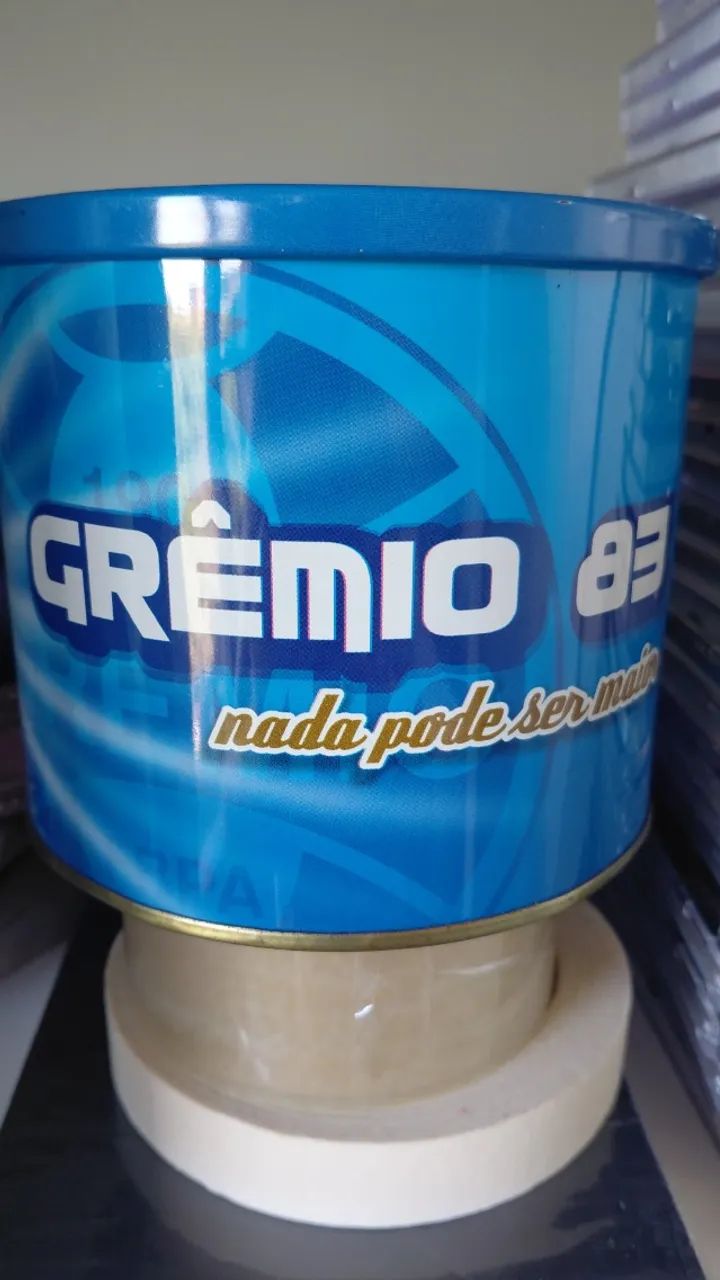 GRÊMIO 83
nada pode ser maior